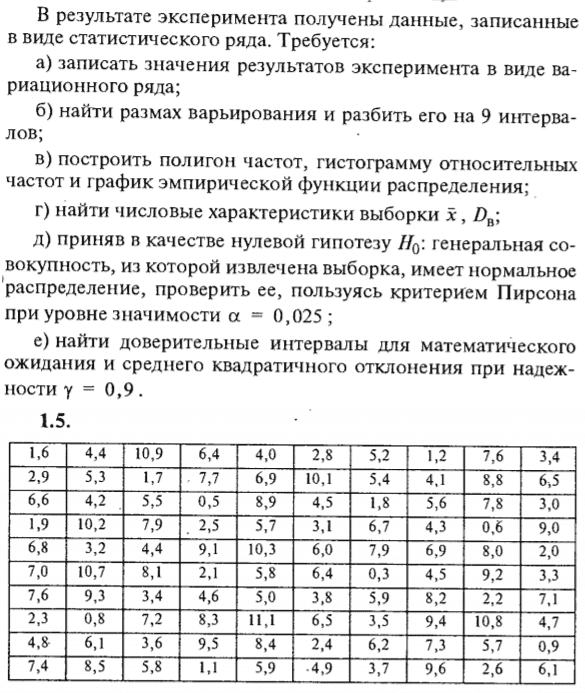 В результате эксперимента получены данные, записанные
в виде статистического ряда. Требуется:
а) записать значения результатов эксперимента в виде ва-
риационного ряда;
б) найти размах варьирования и разбить его на 9 интерва-
лов;
в) построить полигон частот, гистограмму относительных
частот и график эмпирической функции распределения;
г) найти числовые характеристики выборки x̄, Dв;
д) приняв в качестве нулевой гипотезу H₀: генеральная со-
вокупность, из которой извлечена выборка, имеет нормальное
распределение, проверить ее, пользуясь критерием Пирсона
при уровне значимости α = 0,025;
е) найти доверительные интервалы для математического
ожидания и среднего квадратичного отклонения при надеж-
ности γ = 0,9.
1.5.
1,6 4,4 10,9 6,4 4,0 2,8 5,2 1,2 7,6 3,4
2,9 5,3 1,7 7,7 6,9 10,1 5,4 4,1 8,8 6,5
6,6 4,2 5,5 0,5 8,9 4,5 1,8 5,6 7,8 3,0
1,9 10,2 7,9 2,5 5,7 3,1 6,7 4,3 0,6 9,0
6,8 3,2 4,4 9,1 10,3 6,0 7,9 6,9 8,0 2,0
7,0 10,7 8,1 2,1 5,8 6,4 0,3 4,5 9,2 3,3
7,6 9,3 3,4 4,6 5,0 3,8 5,9 8,2 2,2 7,1
2,3 0,8 7,2 8,3 11,1 6,5 3,5 9,4 10,8 4,7
4,8 6,1 3,6 9,5 8,4 2,4 6,2 7,3 5,7 0,9
7,4 8,5 5,8 1,1 5,9 4,9 3,7 9,6 2,6 6,1